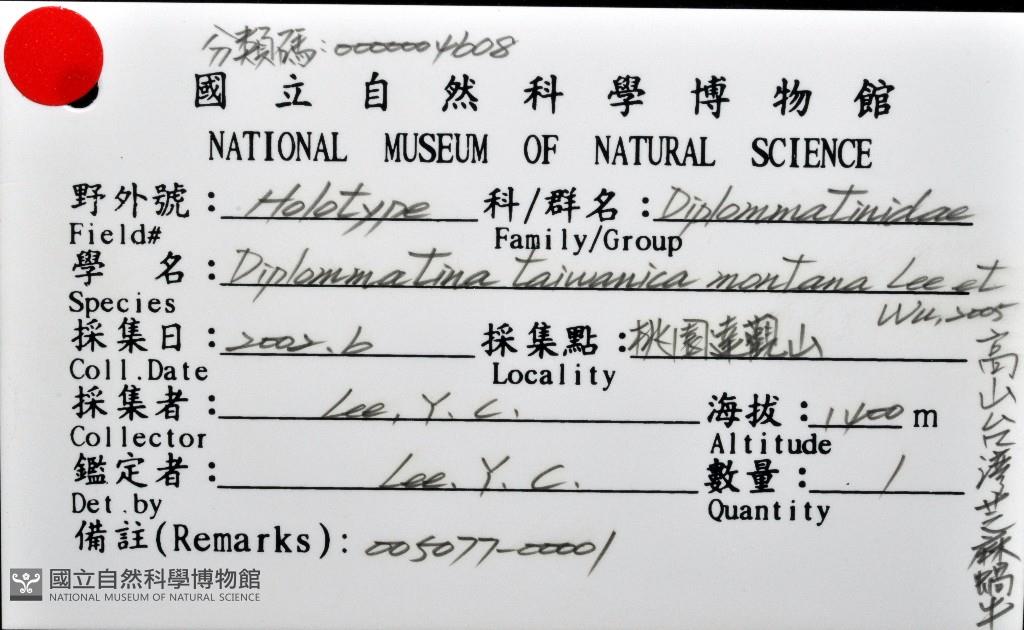 分類碼:0000004608
國立自然科學博物館
NATIONAL MUSEUM OF NATURAL SCIENCE
野外號: Holotype 科/群名: Diplommatinidae
Field# Family/Group
學 名: Diplommatina taiwanica montana Lee et
Wu, 2005
Species
採集日: 2002.6 採集點: 桃園達觀山
Coll.Date Locality
採集者: Lee. Y. C. 海拔: 1400 m
Collector Altitude
鑑定者: Lee. Y. C. 數量: 1
Det.by Quantity
備註(Remarks): 005077-00001
高山台灣芝麻蝸牛
國立自然科學博物館
NATIONAL MUSEUM OF NATURAL SCIENCE